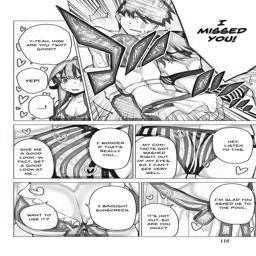 I
MISSED
YOU!
Y-YEAH, HOW
ARE YOU TWO?
GOOD?
YEP!
...!
HEY,
LISTEN
TO THIS.
MY CON-
TACTS GOT
WASHED
RIGHT OUT
OF MY EYES,
SO I CAN'T
SEE VERY
WELL.
I WONDER
IF THAT'S
REALLY
YOU...
GIVE ME
A GOOD
LOOK. IN
FACT, GET
A GOOD
LOOK AT
ME...
I'M GLAD YOU
ASKED US TO
THE POOL.
IT'S HOT
OUT, SO
ARE YOU
OKAY?
I BROUGHT
SUNSCREEN.
WANT TO
USE IT?
116